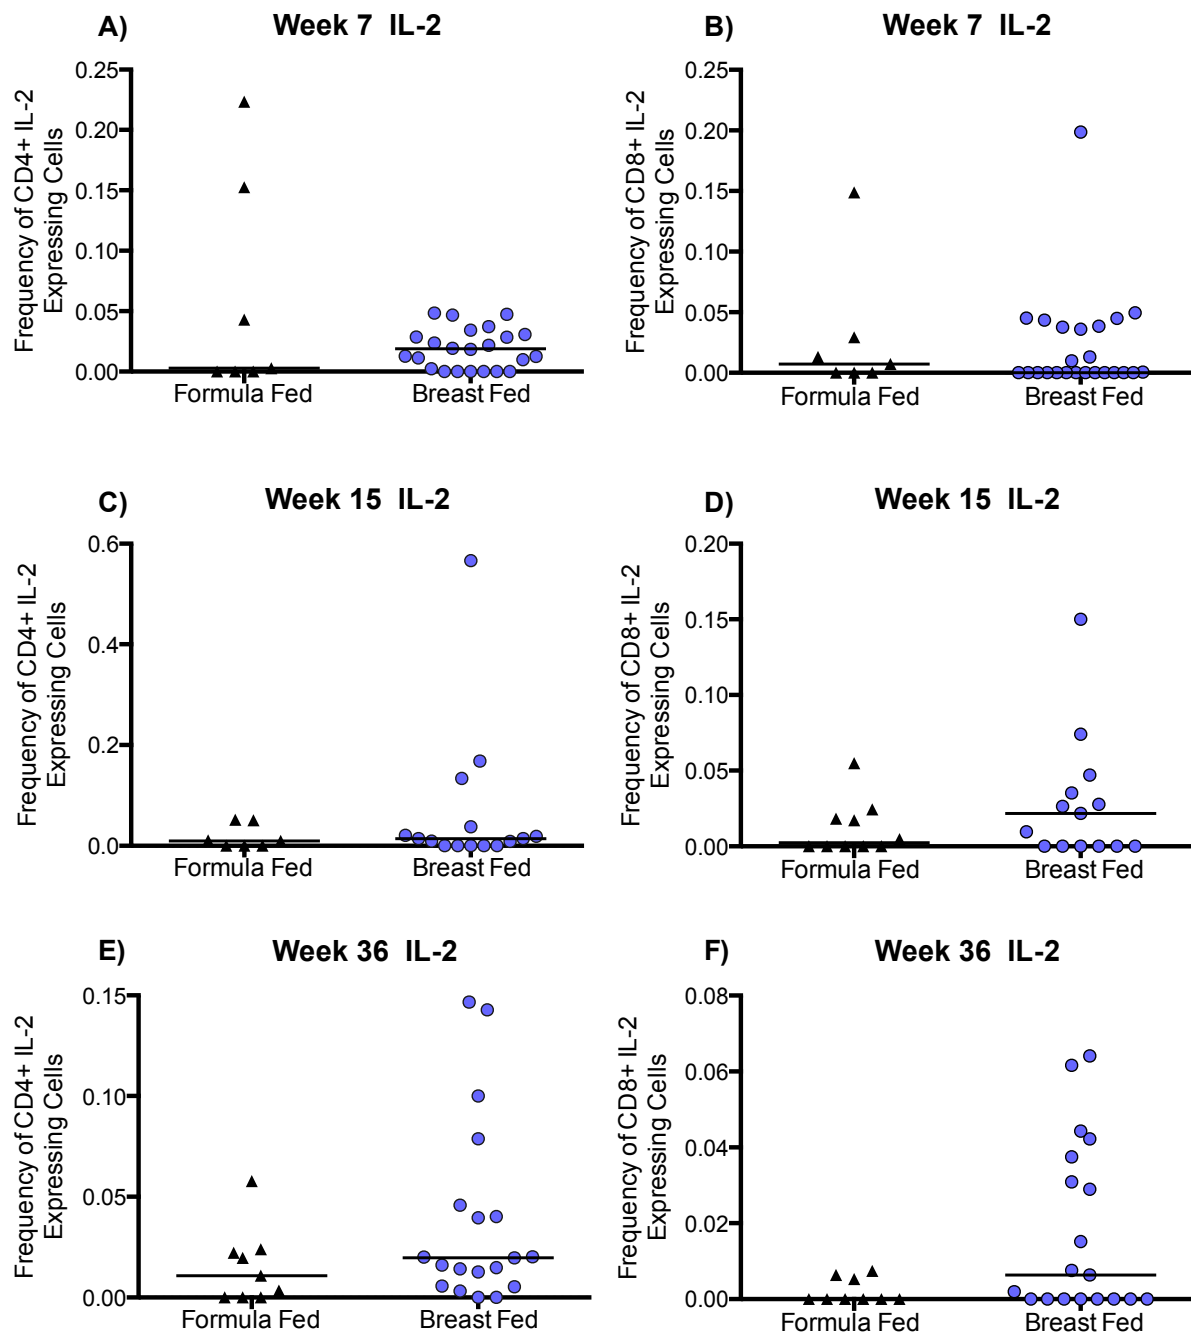 A)
Week 7 IL-2
Frequency of CD4+ IL-2
Expressing Cells
0.25
0.20
0.15
0.10
0.05
0.00
Formula Fed
Breast Fed
B)
Week 7 IL-2
Frequency of CD8+ IL-2
Expressing Cells
0.25
0.20
0.15
0.10
0.05
0.00
Formula Fed
Breast Fed
C)
Week 15 IL-2
Frequency of CD4+ IL-2
Expressing Cells
0.6
0.4
0.2
0.0
Formula Fed
Breast Fed
D)
Week 15 IL-2
Frequency of CD8+ IL-2
Expressing Cells
0.20
0.15
0.10
0.05
0.00
Formula Fed
Breast Fed
E)
Week 36 IL-2
Frequency of CD4+ IL-2
Expressing Cells
0.15
0.10
0.05
0.00
Formula Fed
Breast Fed
F)
Week 36 IL-2
Frequency of CD8+ IL-2
Expressing Cells
0.08
0.06
0.04
0.02
0.00
Formula Fed
Breast Fed